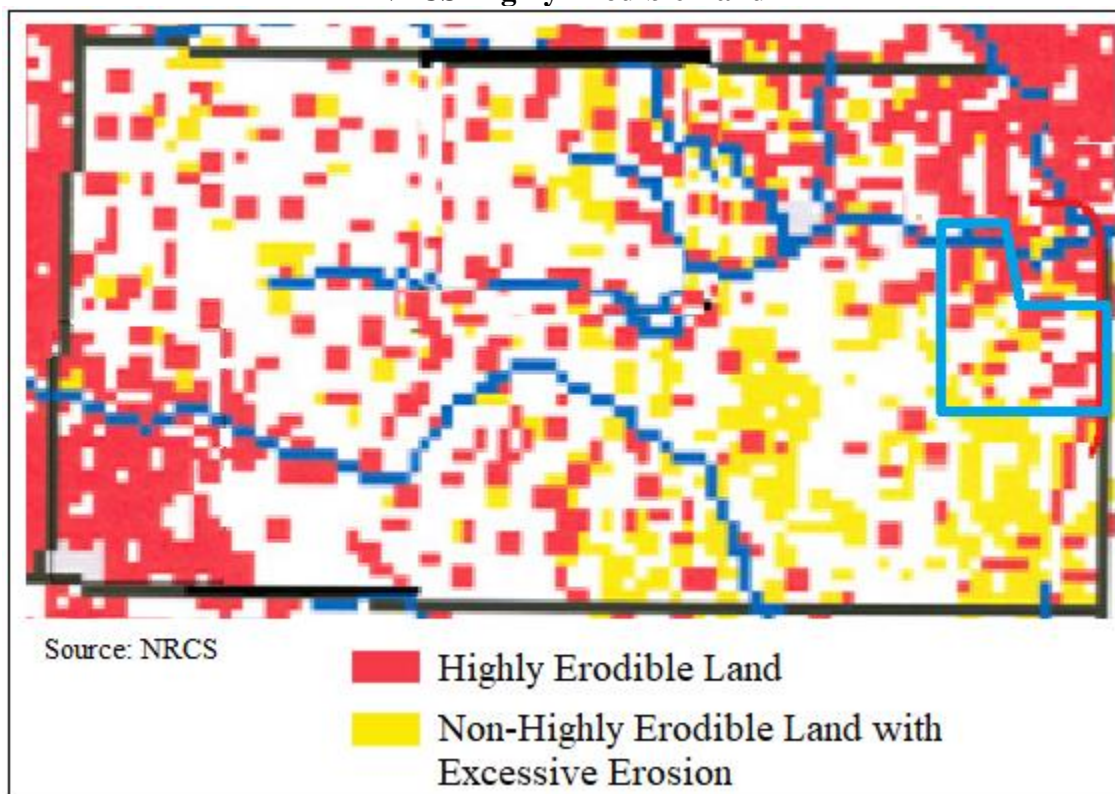 Source: NRCS
Highly Erodible Land
Non-Highly Erodible Land with
Excessive Erosion